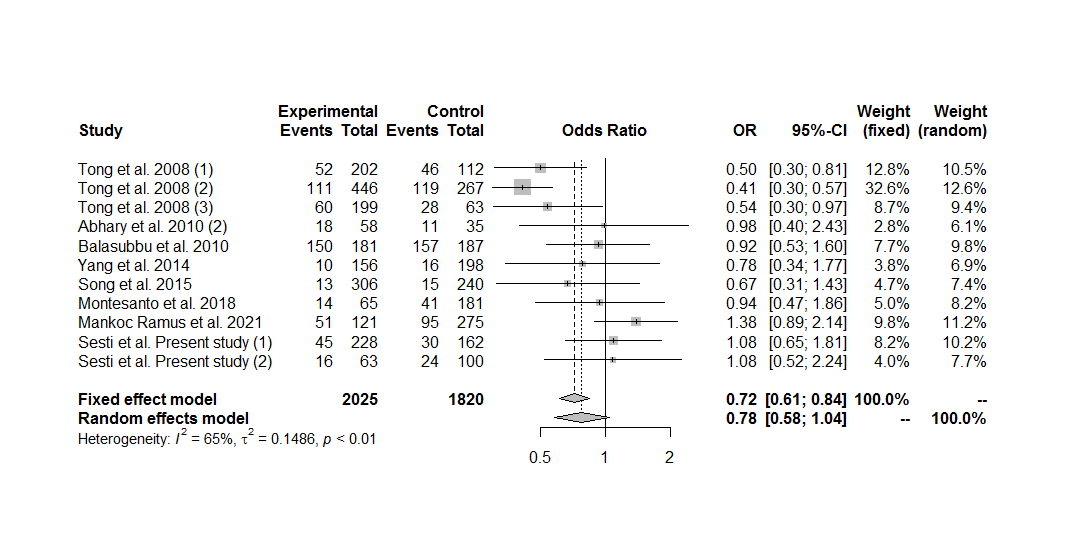 Experimental Control Weight Weight
Study Events Total Events Total Odds Ratio OR 95%-CI (fixed) (random)
Tong et al. 2008 (1) 52 202 46 112 0.50 [0.30; 0.81] 12.8% 10.5%
Tong et al. 2008 (2) 111 446 119 267 0.41 [0.30; 0.57] 32.6% 12.6%
Tong et al. 2008 (3) 60 199 28 63 0.54 [0.30; 0.97] 8.7% 9.4%
Abhary et al. 2010 (2) 18 58 11 35 0.98 [0.40; 2.43] 2.8% 6.1%
Balasubbu et al. 2010 150 181 157 187 0.92 [0.53; 1.60] 7.7% 9.8%
Yang et al. 2014 10 156 16 198 0.78 [0.34; 1.77] 3.8% 6.9%
Song et al. 2015 13 306 15 240 0.67 [0.31; 1.43] 4.7% 7.4%
Montesanto et al. 2018 14 65 41 181 0.94 [0.47; 1.86] 5.0% 8.2%
Mankoc Ramus et al. 2021 51 121 95 275 1.38 [0.89; 2.14] 9.8% 11.2%
Sesti et al. Present study (1) 45 228 30 162 1.08 [0.65; 1.81] 8.2% 10.2%
Sesti et al. Present study (2) 16 63 24 100 1.08 [0.52; 2.24] 4.0% 7.7%
Fixed effect model 2025 1820 0.72 [0.61; 0.84] 100.0% --
Random effects model 0.78 [0.58; 1.04] -- 100.0%
Heterogeneity: I² = 65%, τ² = 0.1486, p < 0.01
0.5 1 2